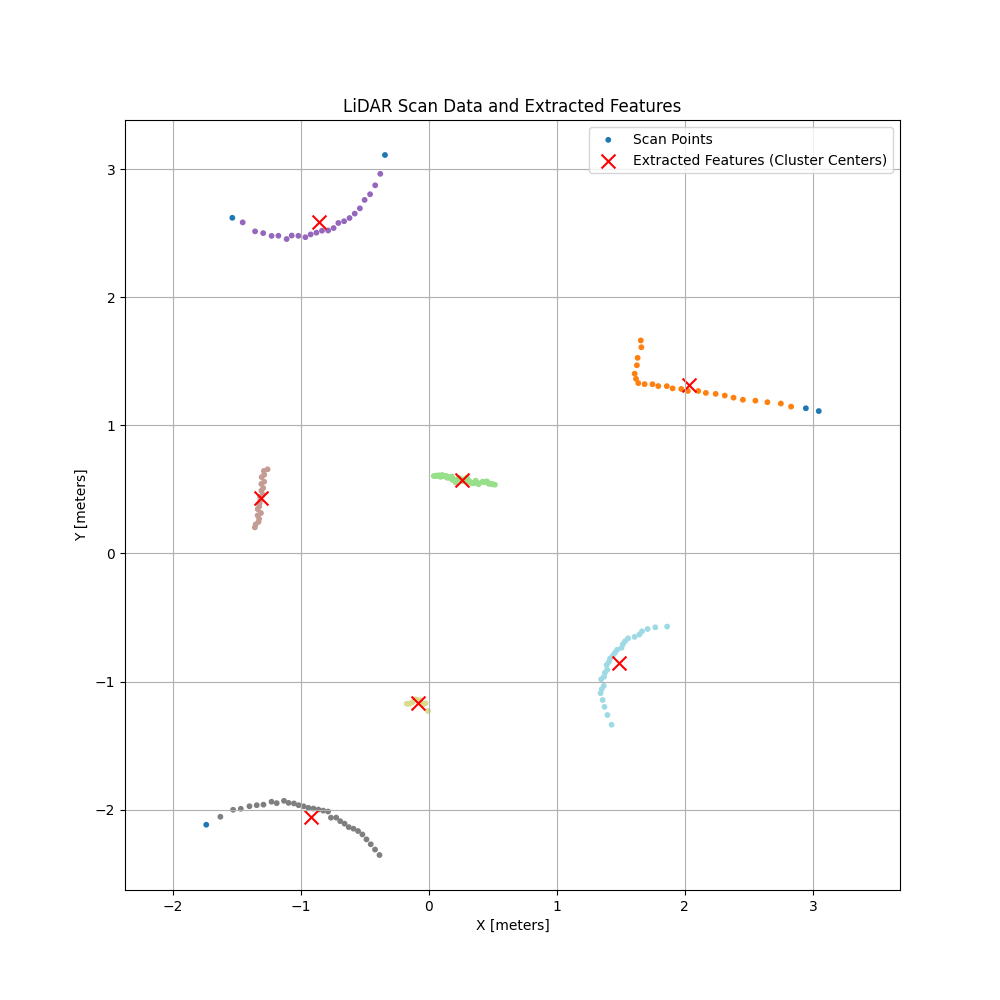 LiDAR Scan Data and Extracted Features
Scan Points
Extracted Features (Cluster Centers)
3
2
1
0
−1
−2
Y [meters]
−2
−1
0
1
2
3
X [meters]